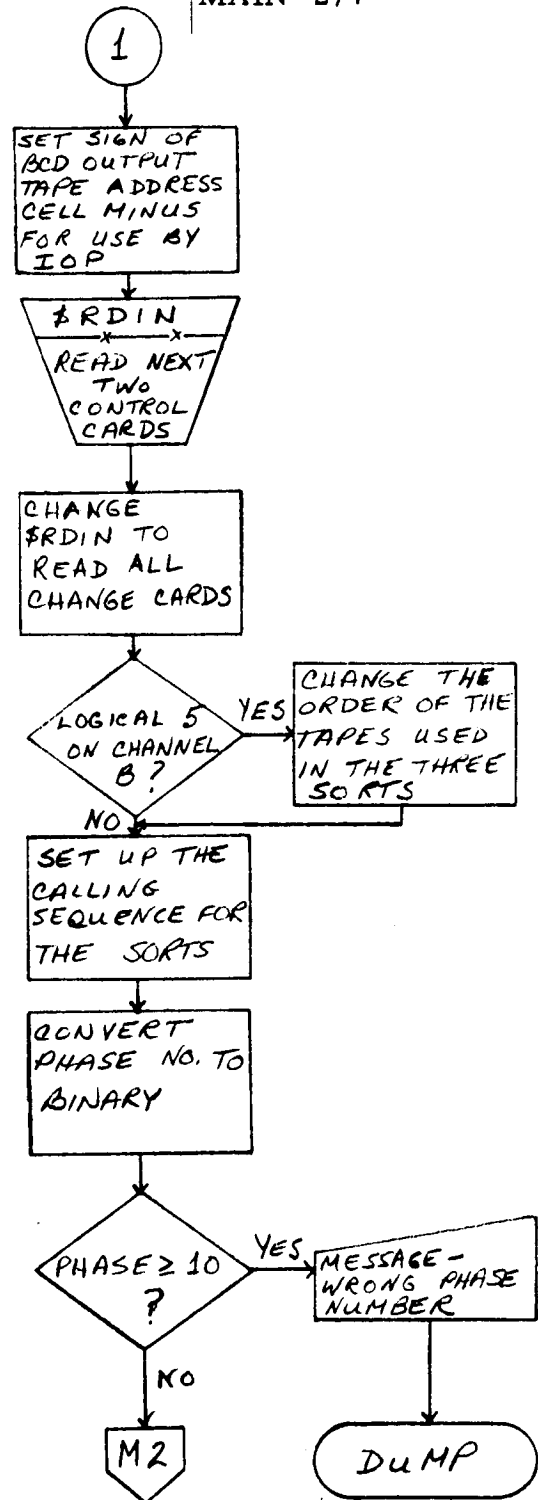 MAIN 2/7
1
SET SIGN OF
BCD OUTPUT
TAPE ADDRESS
CELL MINUS
FOR USE BY
IOP
$RDIN
READ NEXT
TWO
CONTROL
CARDS
CHANGE
$RDIN TO
READ ALL
CHANGE CARDS
LOGICAL 5
ON CHANNEL
B?
YES
CHANGE THE
ORDER OF THE
TAPES USED
IN THE THREE
SORTS
NO
SET UP THE
CALLING
SEQUENCE FOR
THE SORTS
CONVERT
PHASE NO. TO
BINARY
PHASE ≥ 10
?
YES
MESSAGE-
WRONG PHASE
NUMBER
NO
M2
DUMP